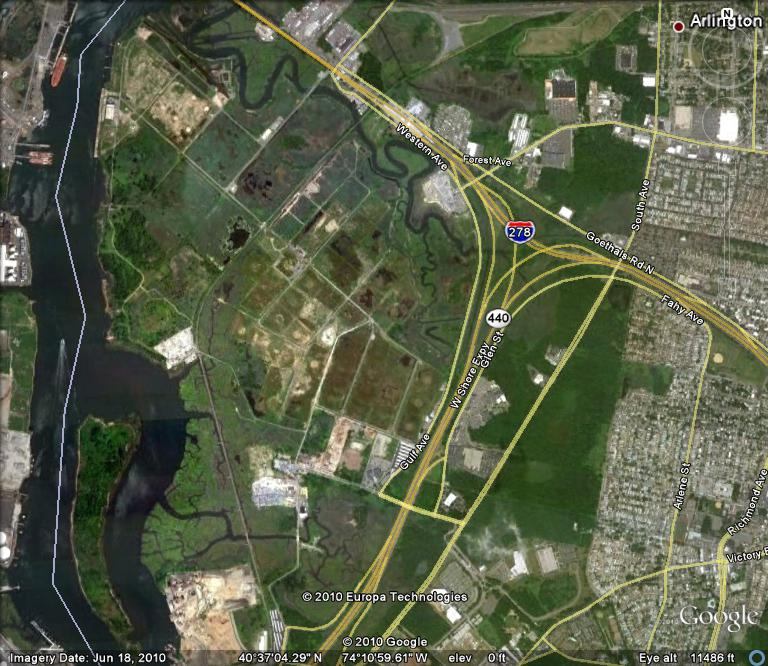 N
Arlington
Western Ave
Forest Ave
South Ave
278
Goethals Rd N
440
Fahy Ave
W Shore Expy
Glen St
Gulf Ave
Arlene St
Richmond Ave
Victory B
© 2010 Europa Technologies
Google
© 2010 Google
Imagery Date: Jun 18, 2010 40°37'04.29" N 74°10'59.61" W elev 0 ft Eye alt 11486 ft